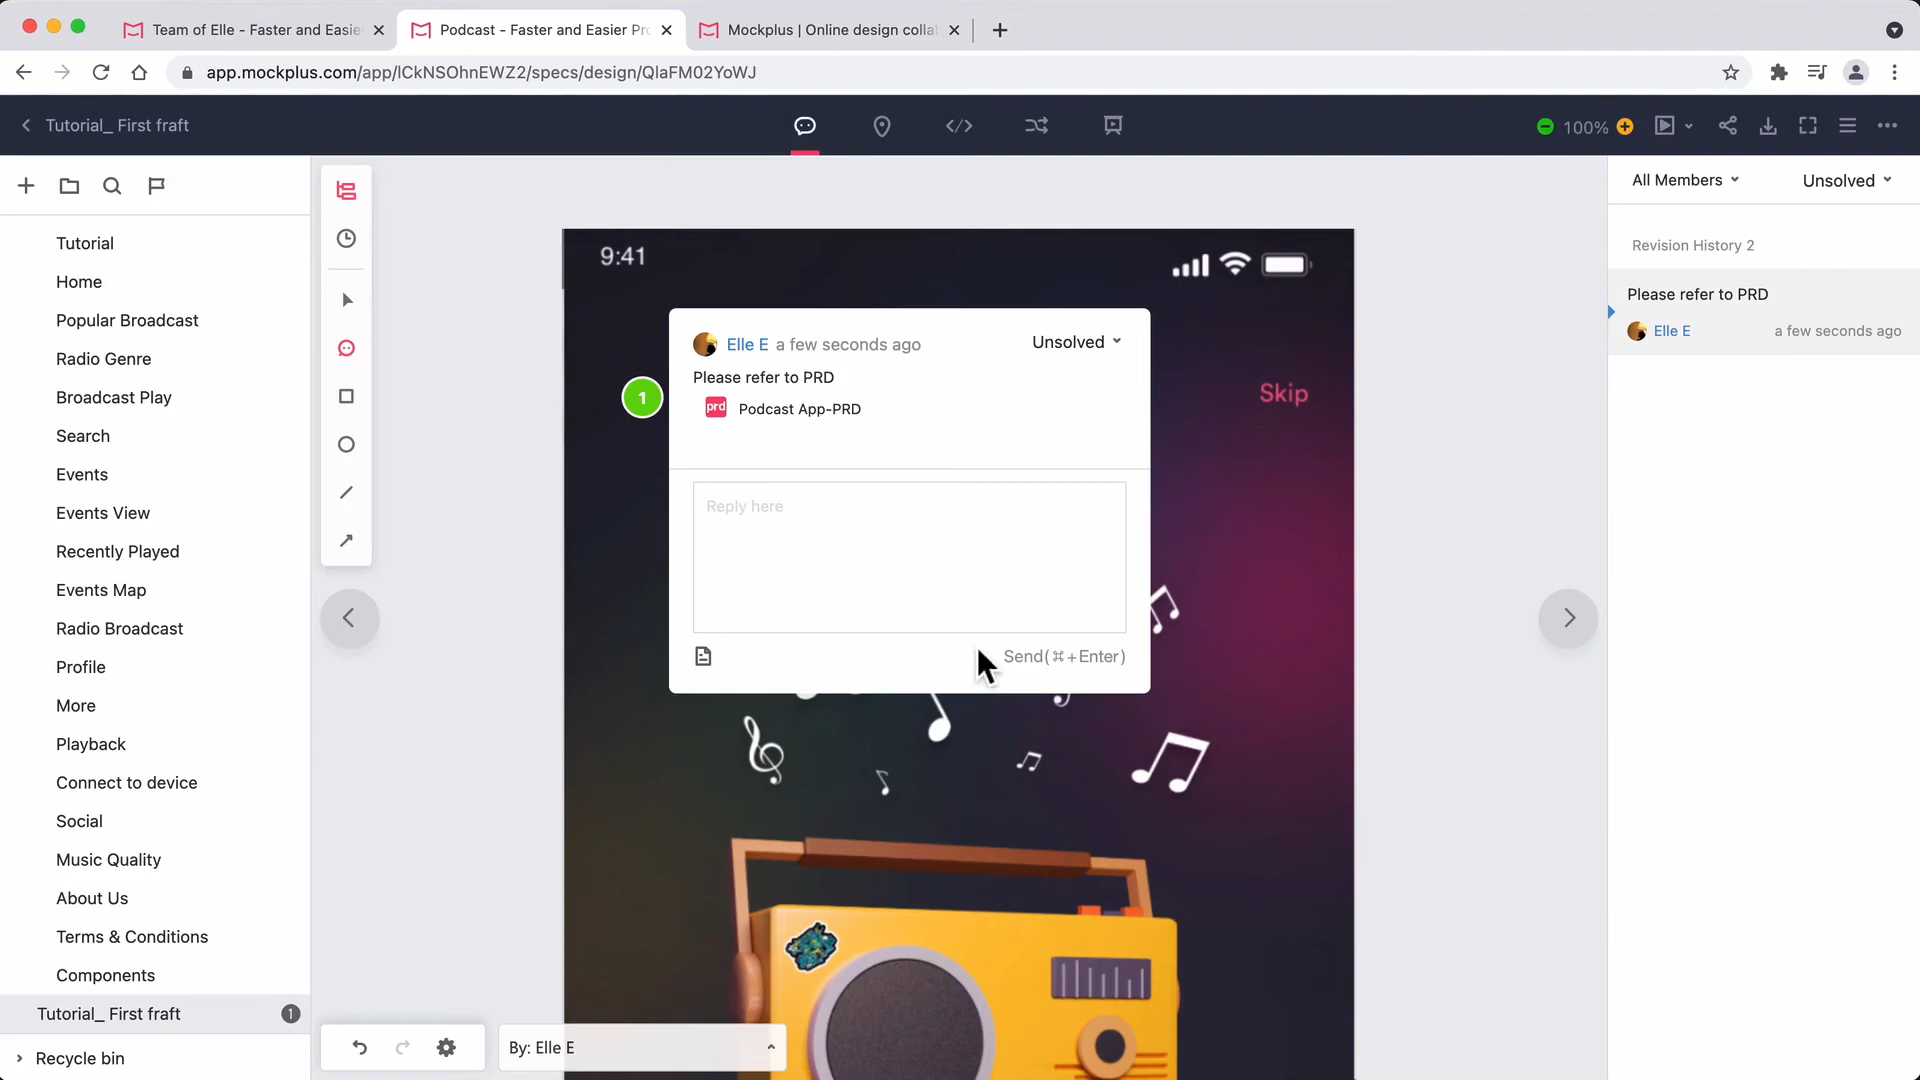 Team of Elle - Faster and Easie
Podcast - Faster and Easier Pro
Mockplus | Online design colla
app.mockplus.com/app/lCkNSOhnEWZ2/specs/design/QlaFM02YoWJ
Tutorial_ First fraft
100%
Tutorial
Home
Popular Broadcast
Radio Genre
Broadcast Play
Search
Events
Events View
Recently Played
Events Map
Radio Broadcast
Profile
More
Playback
Connect to device
Social
Music Quality
About Us
Terms & Conditions
Components
Tutorial_ First fraft 1
Recycle bin
9:41
Skip
1
Elle E a few seconds ago Unsolved
Please refer to PRD
prd Podcast App-PRD
Reply here
Send(⌘+Enter)
By: Elle E
All Members Unsolved
Revision History 2
Please refer to PRD
Elle E a few seconds ago